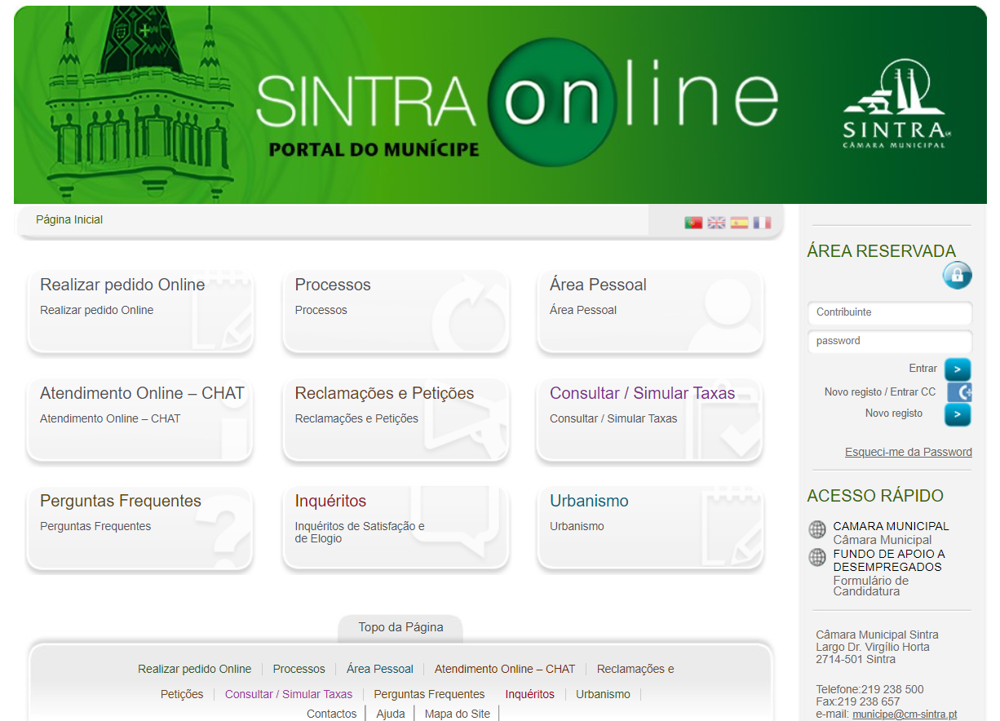 SINTRA online
PORTAL DO MUNÍCIPE
SINTRA
CÂMARA MUNICIPAL
Página Inicial
Realizar pedido Online
Realizar pedido Online
Processos
Processos
Área Pessoal
Área Pessoal
Atendimento Online – CHAT
Atendimento Online – CHAT
Reclamações e Petições
Reclamações e Petições
Consultar / Simular Taxas
Consultar / Simular Taxas
Perguntas Frequentes
Perguntas Frequentes
Inquéritos
Inquéritos de Satisfação e
de Elogio
Urbanismo
Urbanismo
ÁREA RESERVADA
Contribuinte
password
Entrar >
Novo registo / Entrar CC
Novo registo >
Esqueci-me da Password
ACESSO RÁPIDO
CAMARA MUNICIPAL
Câmara Municipal
FUNDO DE APOIO A
DESEMPREGADOS
Formulário de
Candidatura
Câmara Municipal Sintra
Largo Dr. Virgílio Horta
2714-501 Sintra
Telefone:219 238 500
Fax:219 238 657
e-mail: municipe@cm-sintra.pt
Topo da Página
Realizar pedido Online | Processos | Área Pessoal | Atendimento Online – CHAT | Reclamações e
Petições | Consultar / Simular Taxas | Perguntas Frequentes Inquéritos | Urbanismo |
Contactos | Ajuda | Mapa do Site |